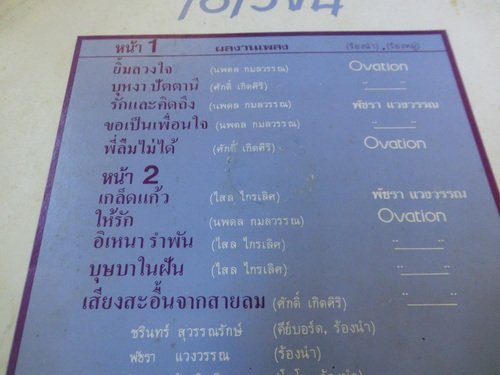 หน้า 1 ผลงานเพลง (ร้องนำ), (ร้องหมู่)
ยิ้มลวงใจ (นพดล กมลวรรณ) Ovation
บุหงา ปัตตานี (ศักดิ์ เกิดศิริ) "_____"
รักและคิดถึง (นพดล กมลวรรณ) พัชรา แวงวรรณ
ขอเป็นเพื่อนใจ (นพดล กมลวรรณ) "_____"
พี่ลืมไม่ได้ (ศักดิ์ เกิดศิริ) Ovation
หน้า 2
เกล็ดแก้ว (ไสล ไกรเลิศ) พัชรา แวงวรรณ
ให้รัก (นพดล กมลวรรณ) Ovation
อิเหนา รำพัน (ไสล ไกรเลิศ) "_____"
บุษบาในฝัน (ไสล ไกรเลิศ) "_____"
เสียงสะอื้นจากสายลม (ศักดิ์ เกิดศิริ) "_____"
ชรินทร์ สุวรรณรักษ์ (คีย์บอร์ด, ร้องนำ)
พัชรา แวงวรรณ (ร้องนำ)